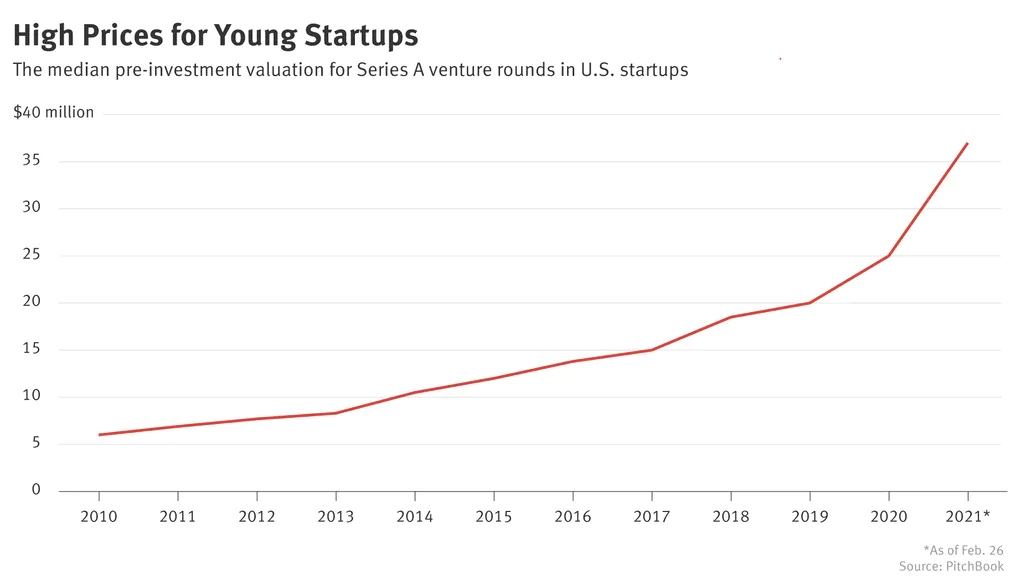 High Prices for Young Startups
The median pre-investment valuation for Series A venture rounds in U.S. startups
$40 million
35
30
25
20
15
10
5
0
2010 2011 2012 2013 2014 2015 2016 2017 2018 2019 2020 2021*
*As of Feb. 26
Source: PitchBook